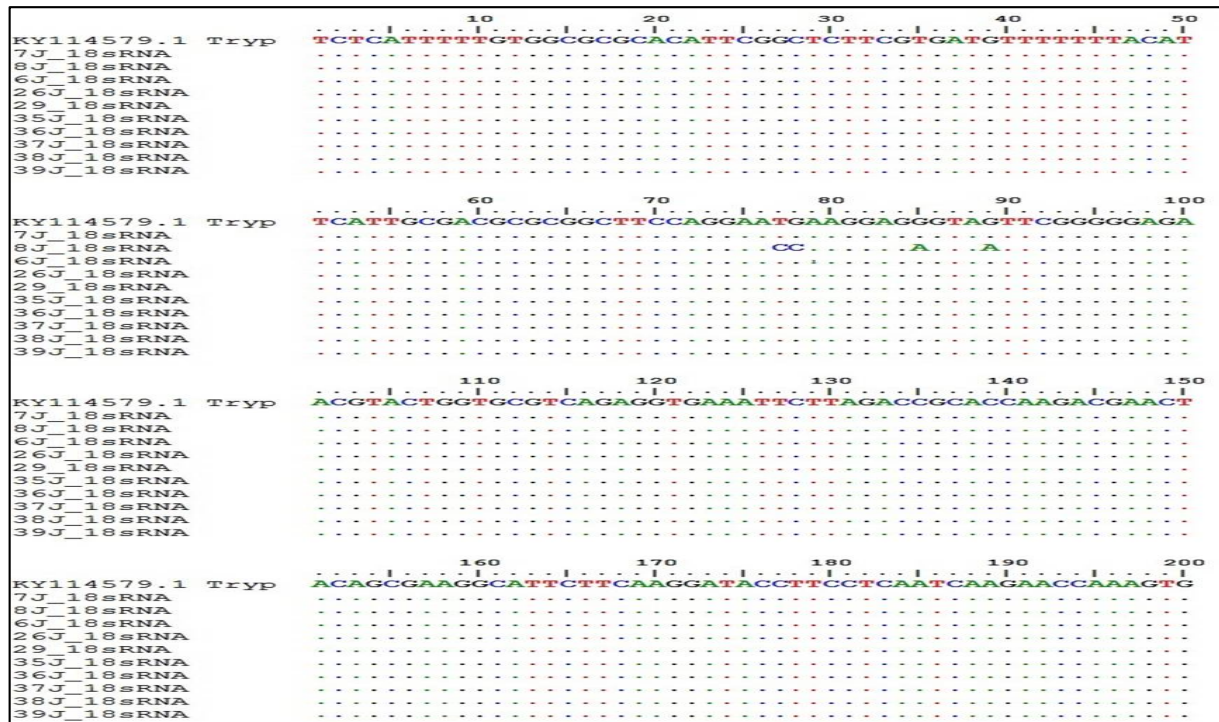 10 20 30 40 50
KY114579.1 Tryp TCTCATTTTTGTGGCGCGCACATTCGGCTCTTCGTGATGTTTTTTTACAT
7J_18sRNA
8J_18sRNA
6J_18sRNA
26J_18sRNA
29_18sRNA
35J_18sRNA
36J_18sRNA
37J_18sRNA
38J_18sRNA
39J_18sRNA
60 70 80 90 100
KY114579.1 Tryp TCATTGCGACGCGCGGCTTCCAGGAATGAAGGAGGGTAGTTCGGGGGAGA
7J_18sRNA
8J_18sRNA CC A A
6J_18sRNA
26J_18sRNA
29_18sRNA
35J_18sRNA
36J_18sRNA
37J_18sRNA
38J_18sRNA
39J_18sRNA
110 120 130 140 150
KY114579.1 Tryp ACGTACTGGTGCGTCAGAGGTGAAATTCTTAGACCGCACCAAGACGAACT
7J_18sRNA
8J_18sRNA
6J_18sRNA
26J_18sRNA
29_18sRNA
35J_18sRNA
36J_18sRNA
37J_18sRNA
38J_18sRNA
39J_18sRNA
160 170 180 190 200
KY114579.1 Tryp ACAGCGAAGGCATTCTTCAAGGATACCTTCCTCAATCAAGAACCAAAGTG
7J_18sRNA
8J_18sRNA
6J_18sRNA
26J_18sRNA
29_18sRNA
35J_18sRNA
36J_18sRNA
37J_18sRNA
38J_18sRNA
39J_18sRNA